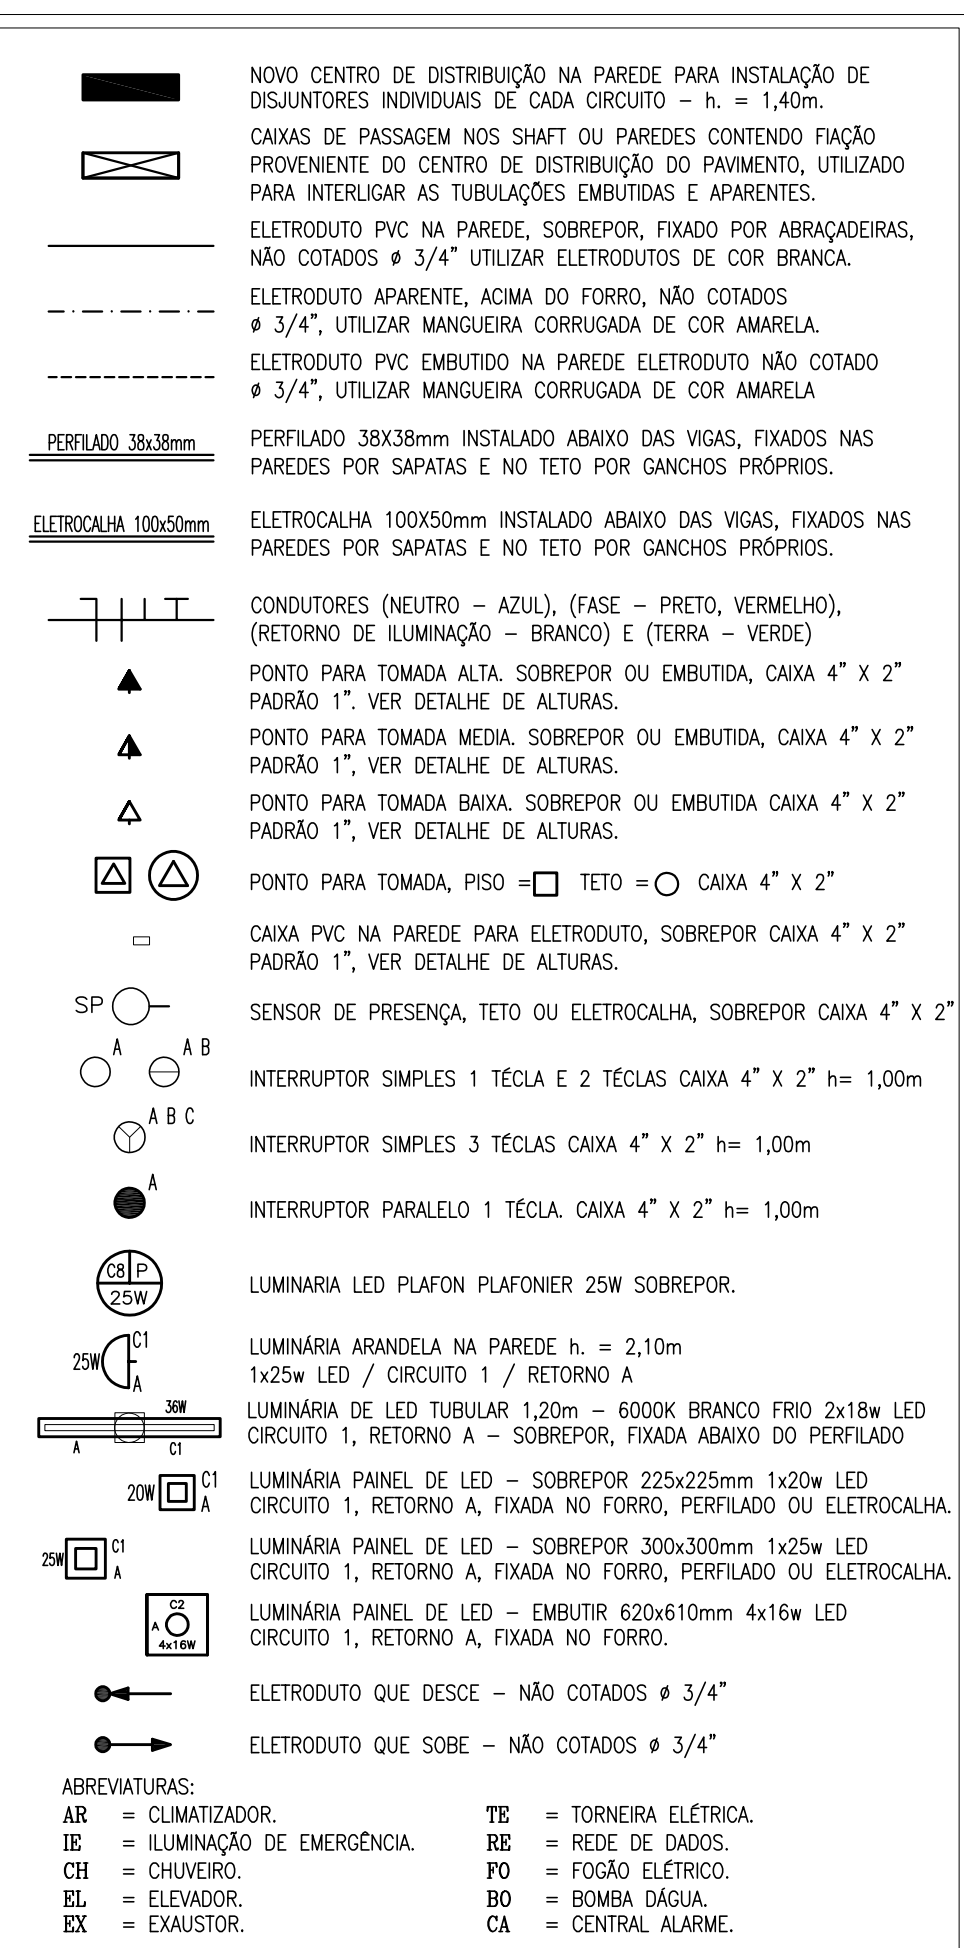 NOVO CENTRO DE DISTRIBUIÇÃO NA PAREDE PARA INSTALAÇÃO DE
DISJUNTORES INDIVIDUAIS DE CADA CIRCUITO – h. = 1,40m.
CAIXAS DE PASSAGEM NOS SHAFT OU PAREDES CONTENDO FIAÇÃO
PROVENIENTE DO CENTRO DE DISTRIBUIÇÃO DO PAVIMENTO, UTILIZADO
PARA INTERLIGAR AS TUBULAÇÕES EMBUTIDAS E APARENTES.
ELETRODUTO PVC NA PAREDE, SOBREPOR, FIXADO POR ABRAÇADEIRAS,
NÃO COTADOS ø 3/4" UTILIZAR ELETRODUTOS DE COR BRANCA.
ELETRODUTO APARENTE, ACIMA DO FORRO, NÃO COTADOS
ø 3/4", UTILIZAR MANGUEIRA CORRUGADA DE COR AMARELA.
ELETRODUTO PVC EMBUTIDO NA PAREDE ELETRODUTO NÃO COTADO
ø 3/4", UTILIZAR MANGUEIRA CORRUGADA DE COR AMARELA
PERFILADO 38x38mm
PERFILADO 38X38mm INSTALADO ABAIXO DAS VIGAS, FIXADOS NAS
PAREDES POR SAPATAS E NO TETO POR GANCHOS PRÓPRIOS.
ELETROCALHA 100x50mm
ELETROCALHA 100X50mm INSTALADO ABAIXO DAS VIGAS, FIXADOS NAS
PAREDES POR SAPATAS E NO TETO POR GANCHOS PRÓPRIOS.
CONDUTORES (NEUTRO – AZUL), (FASE – PRETO, VERMELHO),
(RETORNO DE ILUMINAÇÃO – BRANCO) E (TERRA – VERDE)
PONTO PARA TOMADA ALTA. SOBREPOR OU EMBUTIDA, CAIXA 4" X 2"
PADRÃO 1". VER DETALHE DE ALTURAS.
PONTO PARA TOMADA MEDIA. SOBREPOR OU EMBUTIDA, CAIXA 4" X 2"
PADRÃO 1", VER DETALHE DE ALTURAS.
PONTO PARA TOMADA BAIXA. SOBREPOR OU EMBUTIDA CAIXA 4" X 2"
PADRÃO 1", VER DETALHE DE ALTURAS.
PONTO PARA TOMADA, PISO = TETO = CAIXA 4" X 2"
CAIXA PVC NA PAREDE PARA ELETRODUTO, SOBREPOR CAIXA 4" X 2"
PADRÃO 1", VER DETALHE DE ALTURAS.
SP
SENSOR DE PRESENÇA, TETO OU ELETROCALHA, SOBREPOR CAIXA 4" X 2"
A A B
INTERRUPTOR SIMPLES 1 TÉCLA E 2 TÉCLAS CAIXA 4" X 2" h= 1,00m
A B C
INTERRUPTOR SIMPLES 3 TÉCLAS CAIXA 4" X 2" h= 1,00m
A
INTERRUPTOR PARALELO 1 TÉCLA. CAIXA 4" X 2" h= 1,00m
C8 P
25W
LUMINARIA LED PLAFON PLAFONIER 25W SOBREPOR.
C1
25W
A
LUMINÁRIA ARANDELA NA PAREDE h. = 2,10m
1x25w LED / CIRCUITO 1 / RETORNO A
36W
A C1
LUMINÁRIA DE LED TUBULAR 1,20m – 6000K BRANCO FRIO 2x18w LED
CIRCUITO 1, RETORNO A – SOBREPOR, FIXADA ABAIXO DO PERFILADO
20W C1
A
LUMINÁRIA PAINEL DE LED – SOBREPOR 225x225mm 1x20w LED
CIRCUITO 1, RETORNO A, FIXADA NO FORRO, PERFILADO OU ELETROCALHA.
25W C1
A
LUMINÁRIA PAINEL DE LED – SOBREPOR 300x300mm 1x25w LED
CIRCUITO 1, RETORNO A, FIXADA NO FORRO, PERFILADO OU ELETROCALHA.
C2
A
4x16W
LUMINÁRIA PAINEL DE LED – EMBUTIR 620x610mm 4x16w LED
CIRCUITO 1, RETORNO A, FIXADA NO FORRO.
ELETRODUTO QUE DESCE – NÃO COTADOS ø 3/4"
ELETRODUTO QUE SOBE – NÃO COTADOS ø 3/4"
ABREVIATURAS:
AR = CLIMATIZADOR.
IE = ILUMINAÇÃO DE EMERGÊNCIA.
CH = CHUVEIRO.
EL = ELEVADOR.
EX = EXAUSTOR.
TE = TORNEIRA ELÉTRICA.
RE = REDE DE DADOS.
FO = FOGÃO ELÉTRICO.
BO = BOMBA DÁGUA.
CA = CENTRAL ALARME.